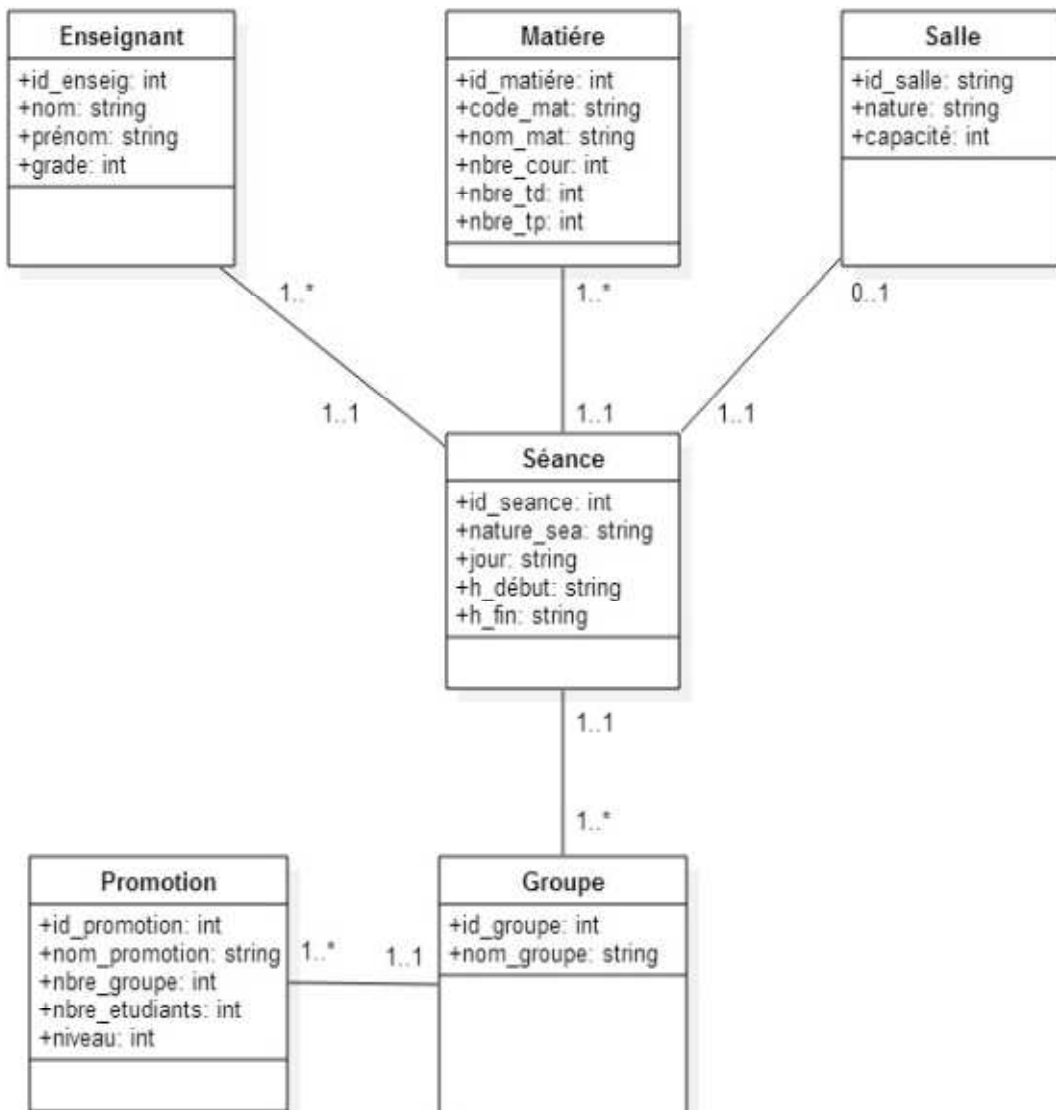 Enseignant
+id_enseig: int
+nom: string
+prénom: string
+grade: int
Matiére
+id_matiére: int
+code_mat: string
+nom_mat: string
+nbre_cour: int
+nbre_td: int
+nbre_tp: int
Salle
+id_salle: string
+nature: string
+capacité: int
1..*
1..*
0..1
1..1
1..1
1..1
Séance
+id_seance: int
+nature_sea: string
+jour: string
+h_début: string
+h_fin: string
1..1
1..*
Promotion
+id_promotion: int
+nom_promotion: string
+nbre_groupe: int
+nbre_etudiants: int
+niveau: int
1..*
1..1
Groupe
+id_groupe: int
+nom_groupe: string